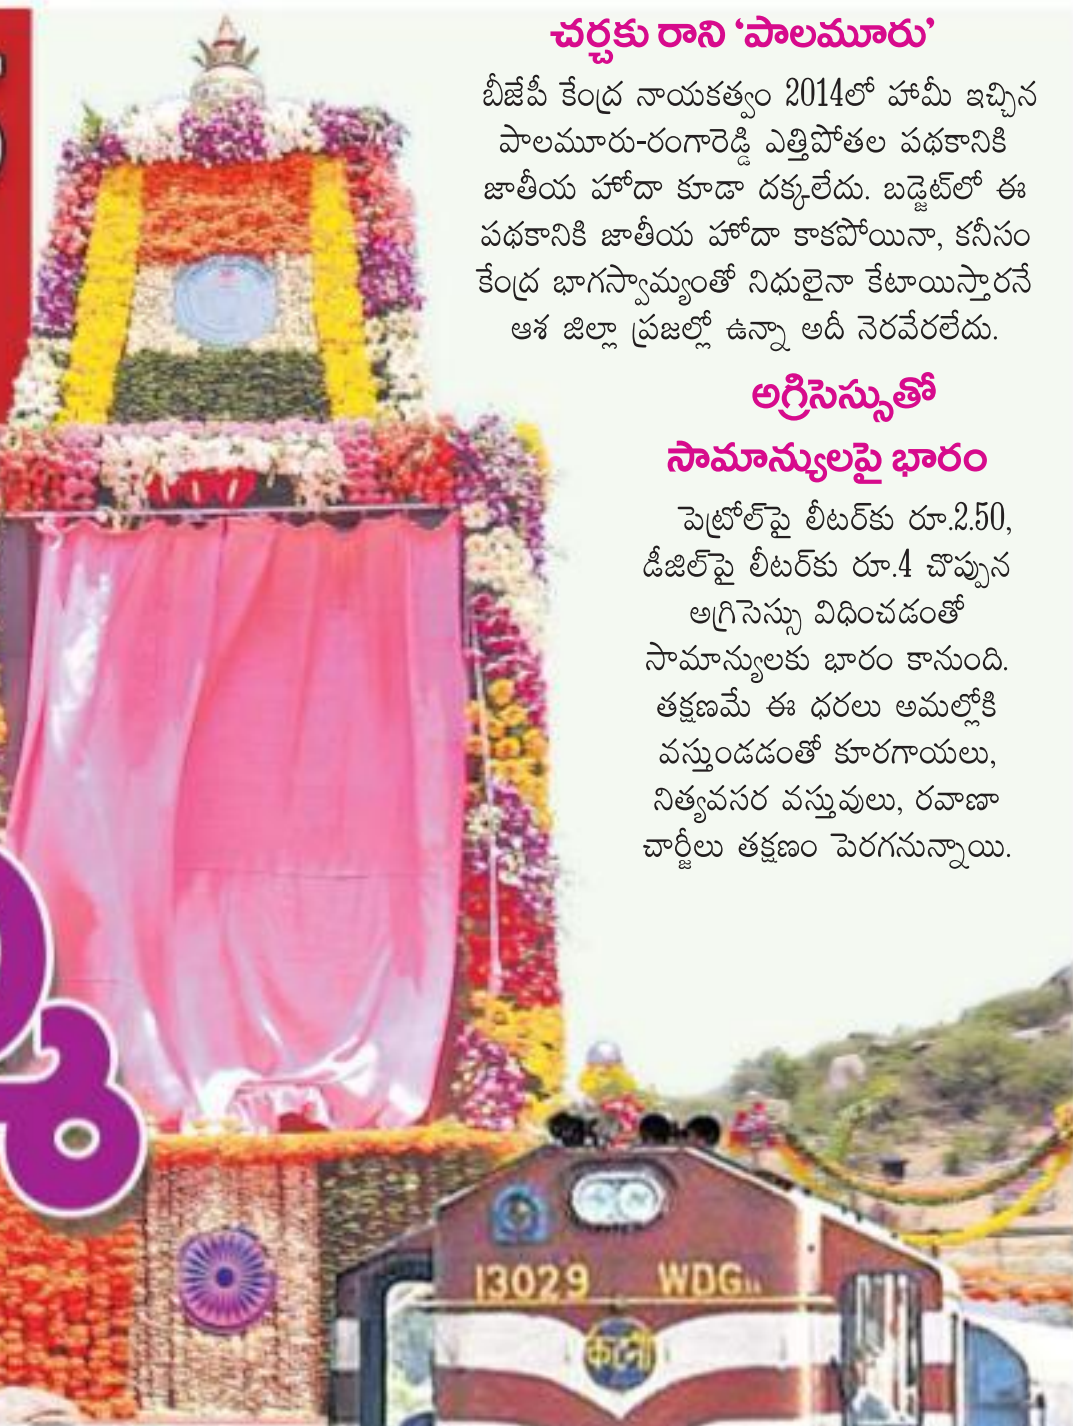 చర్చకు రాని ‘పాలమూరు’
బీజేపీ కేంద్ర నాయకత్వం 2014లో హామీ ఇచ్చిన
పాలమూరు-రంగారెడ్డి ఎత్తిపోతల పథకానికి
జాతీయ హోదా కూడా దక్కలేదు. బడ్జెట్‌లో ఈ
పథకానికి జాతీయ హోదా కాకపోయినా, కనీసం
కేంద్ర భాగస్వామ్యంతో నిధులైనా కేటాయిస్తారనే
ఆశ జిల్లా ప్రజల్లో ఉన్నా అదీ నెరవేరలేదు.
అగ్రిసెస్సుతో
సామాన్యులపై భారం
పెట్రోల్‌పై లీటర్‌కు రూ.2.50,
డీజిల్‌పై లీటర్‌కు రూ.4 చొప్పున
అగ్రిసెస్సు విధించడంతో
సామాన్యులకు భారం కానుంది.
తక్షణమే ఈ ధరలు అమల్లోకి
వస్తుండడంతో కూరగాయలు,
నిత్యవసర వస్తువులు, రవాణా
చార్జీలు తక్షణం పెరగనున్నాయి.
13029 WDG
कटनी